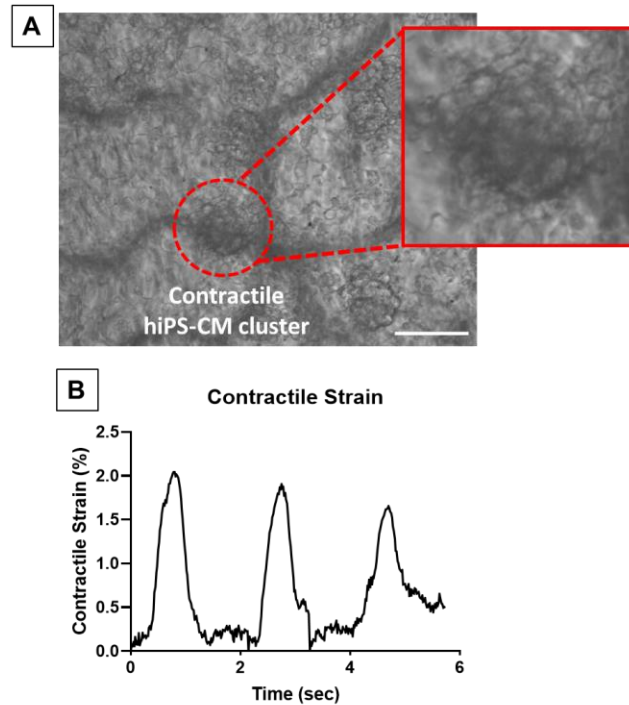 A
Contractile
hiPS-CM cluster
B
Contractile Strain
Contractile Strain (%)
2.5
2.0
1.5
1.0
0.5
0.0
0
2
4
6
Time (sec)